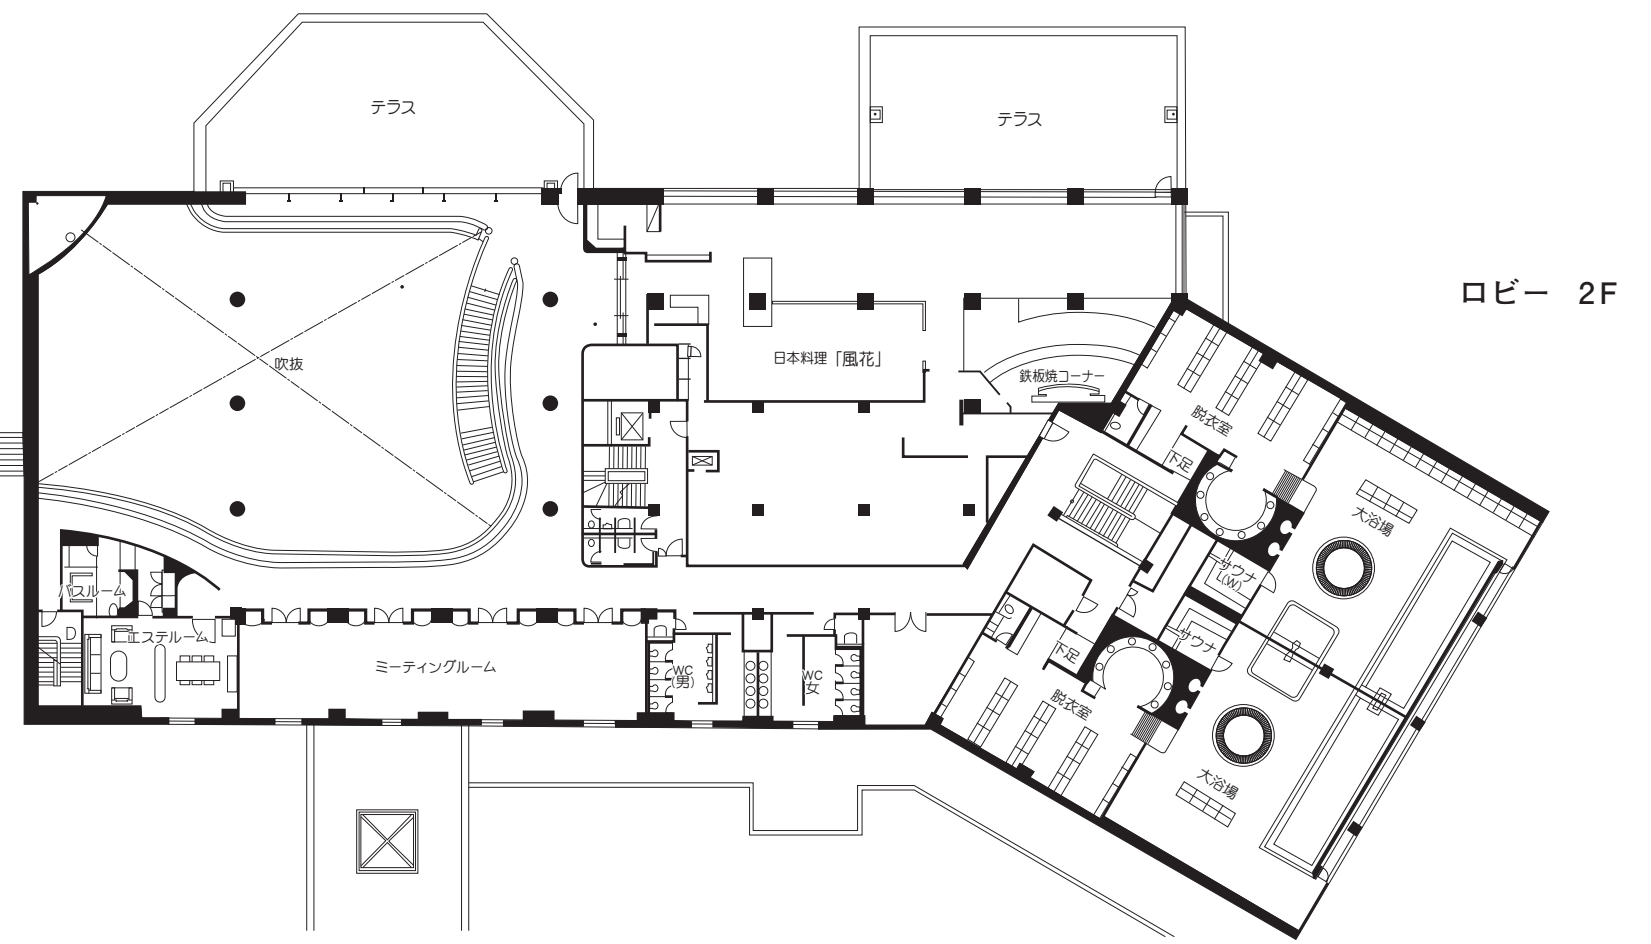 テラス
テラス
ロビー 2F
吹抜
日本料理「風花」
鉄板焼コーナー
脱衣室
下足
大浴場
サウナ
(W)
バスルーム
エステルーム
ミーティングルーム
WC
(男)
WC
女
サウナ
下足
脱衣室
大浴場